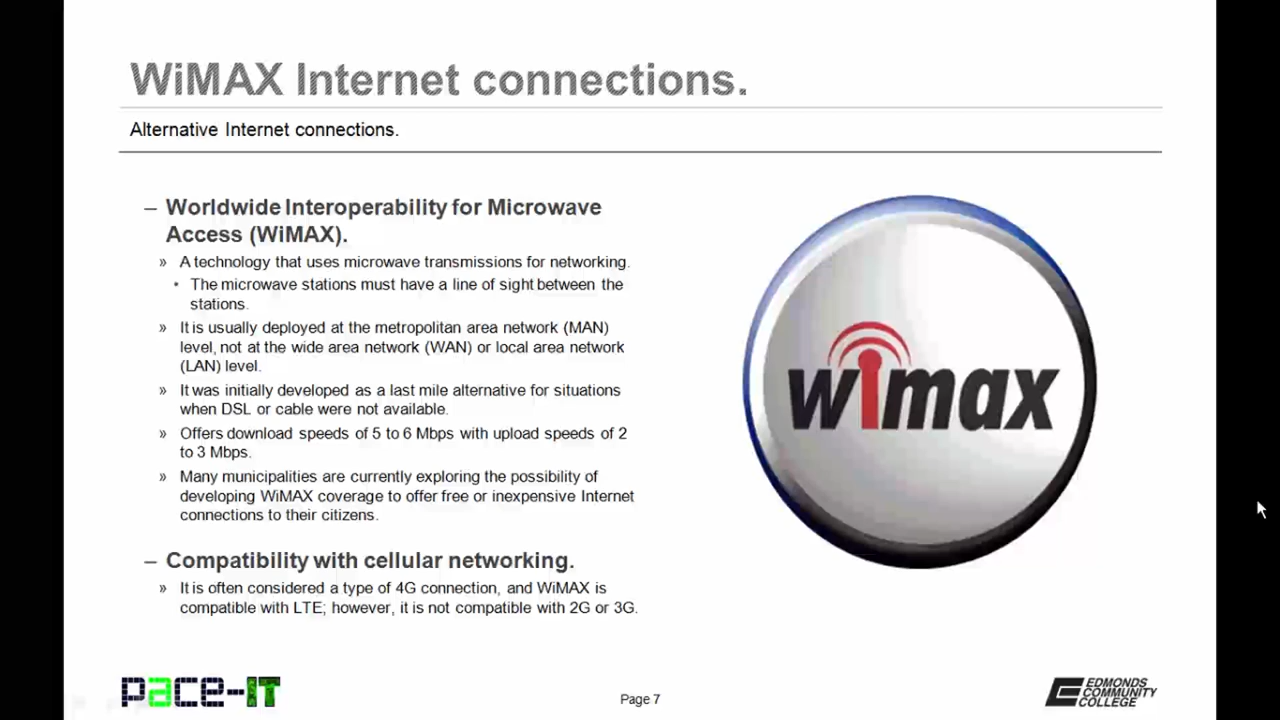 WiMAX Internet connections.
Alternative Internet connections.
– Worldwide Interoperability for Microwave
Access (WiMAX).
» A technology that uses microwave transmissions for networking.
• The microwave stations must have a line of sight between the
stations.
» It is usually deployed at the metropolitan area network (MAN)
level, not at the wide area network (WAN) or local area network
(LAN) level.
» It was initially developed as a last mile alternative for situations
when DSL or cable were not available.
» Offers download speeds of 5 to 6 Mbps with upload speeds of 2
to 3 Mbps.
» Many municipalities are currently exploring the possibility of
developing WiMAX coverage to offer free or inexpensive Internet
connections to their citizens.
– Compatibility with cellular networking.
» It is often considered a type of 4G connection, and WiMAX is
compatible with LTE; however, it is not compatible with 2G or 3G.
wimax
pace-IT
Page 7
EDMONDS
COMMUNITY
COLLEGE